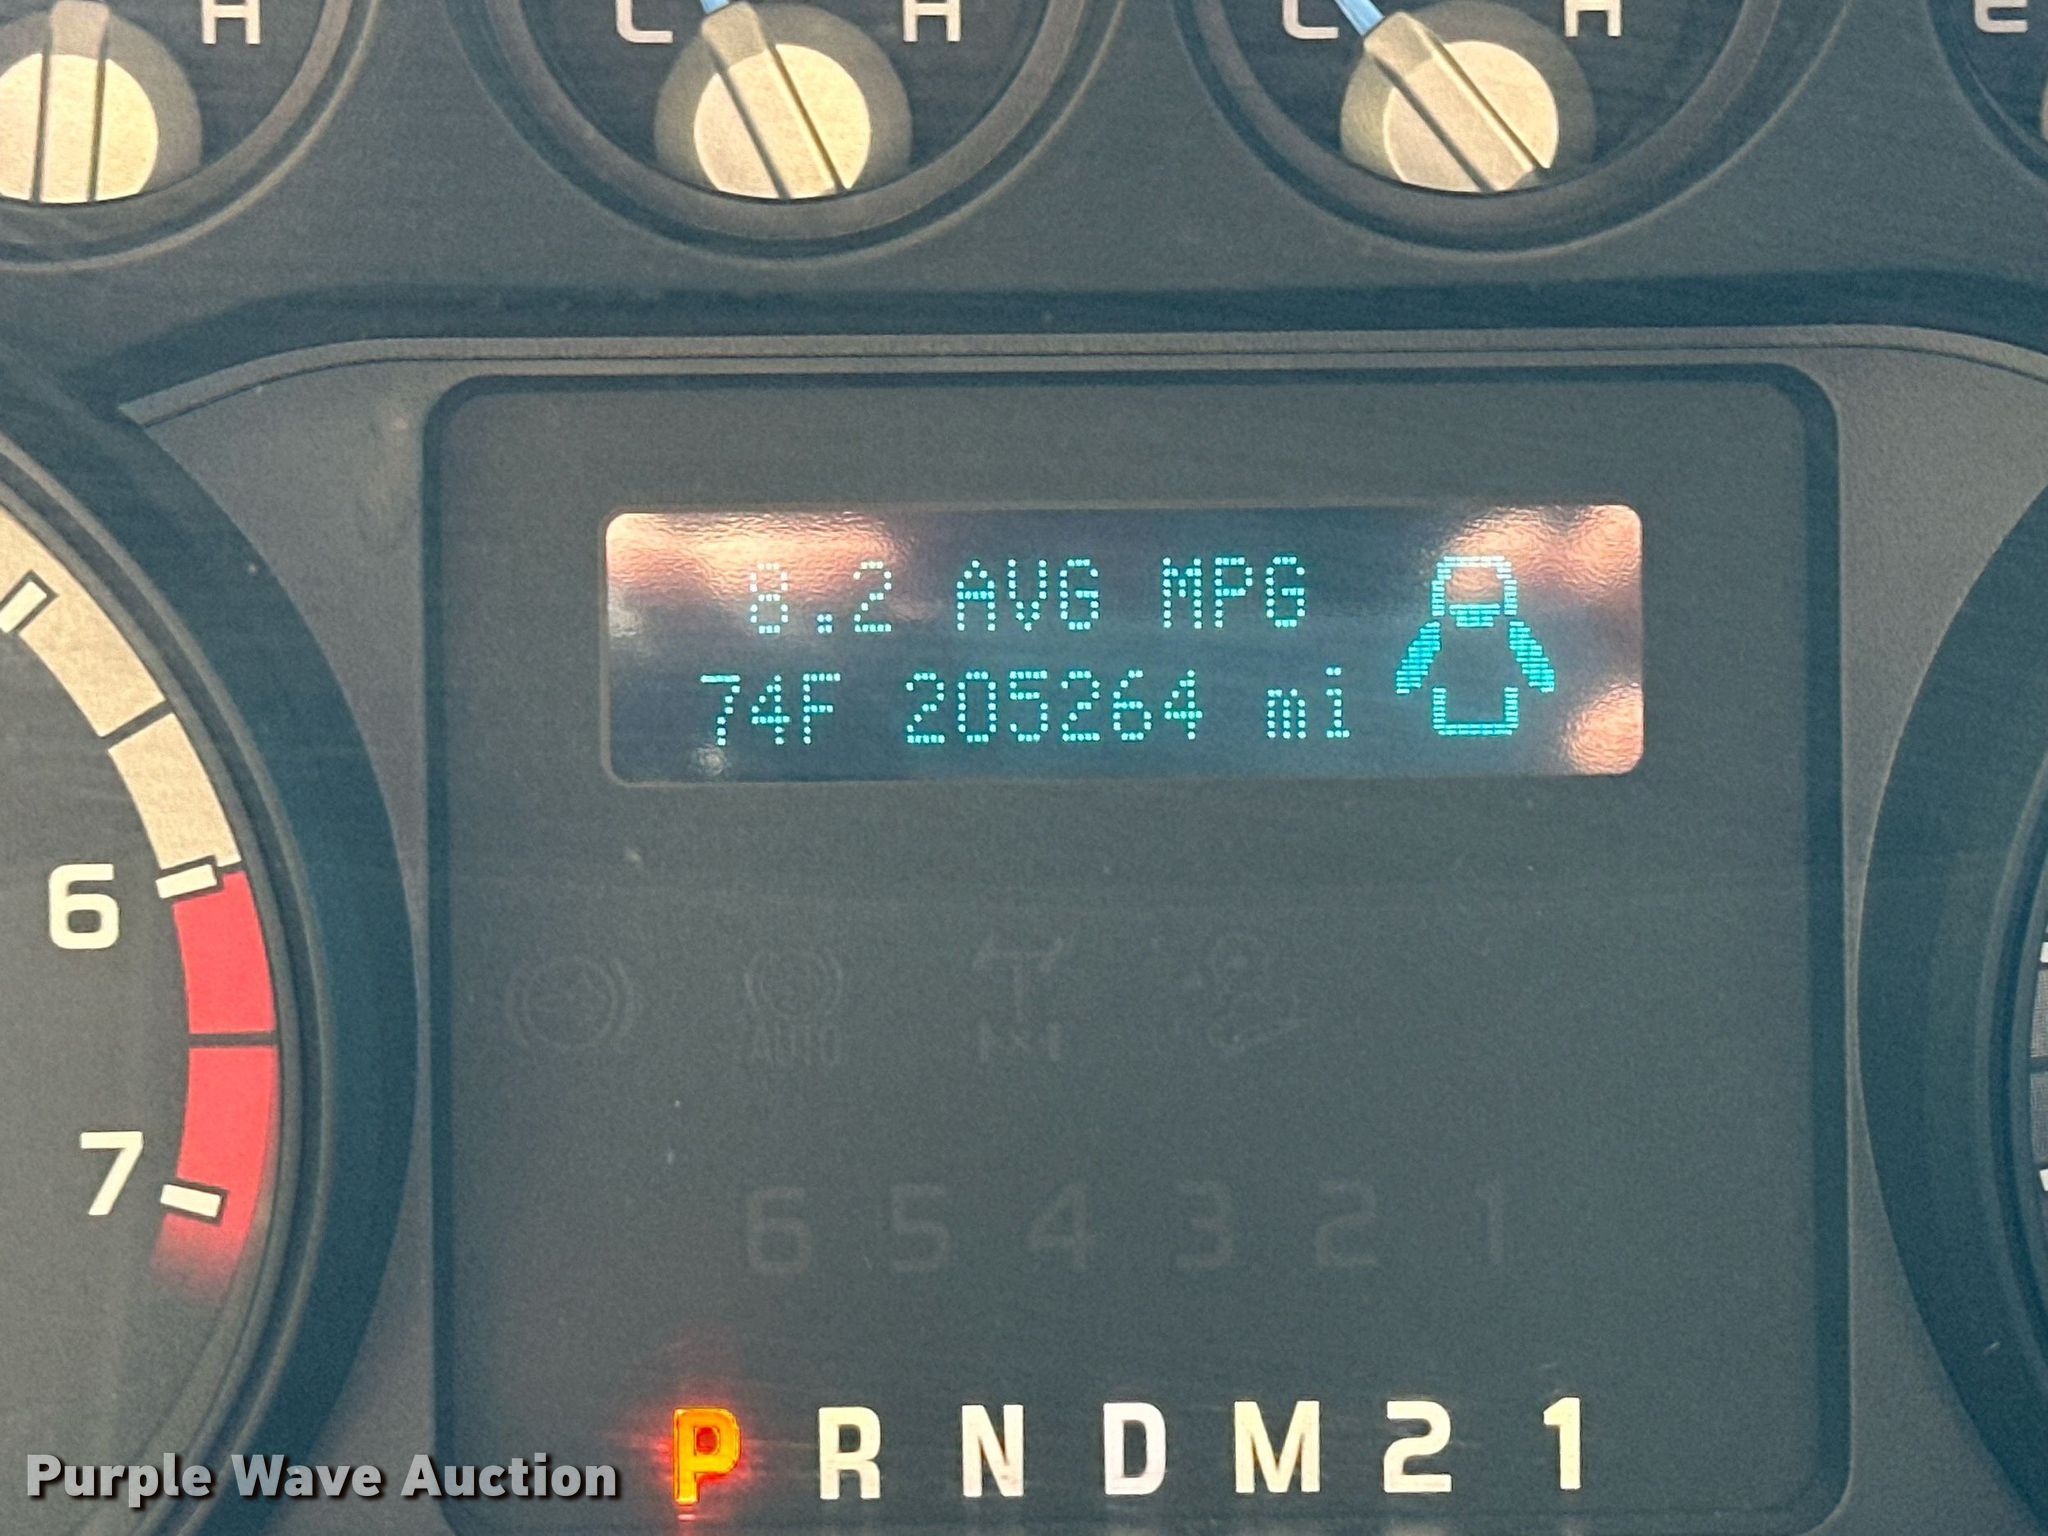 H
L H
L H
E
8.2 AVG MPG
74F 205264 mi
6
AUTO
7
6 5 4 3 2 1
P R N D M 2 1
Purple Wave Auction